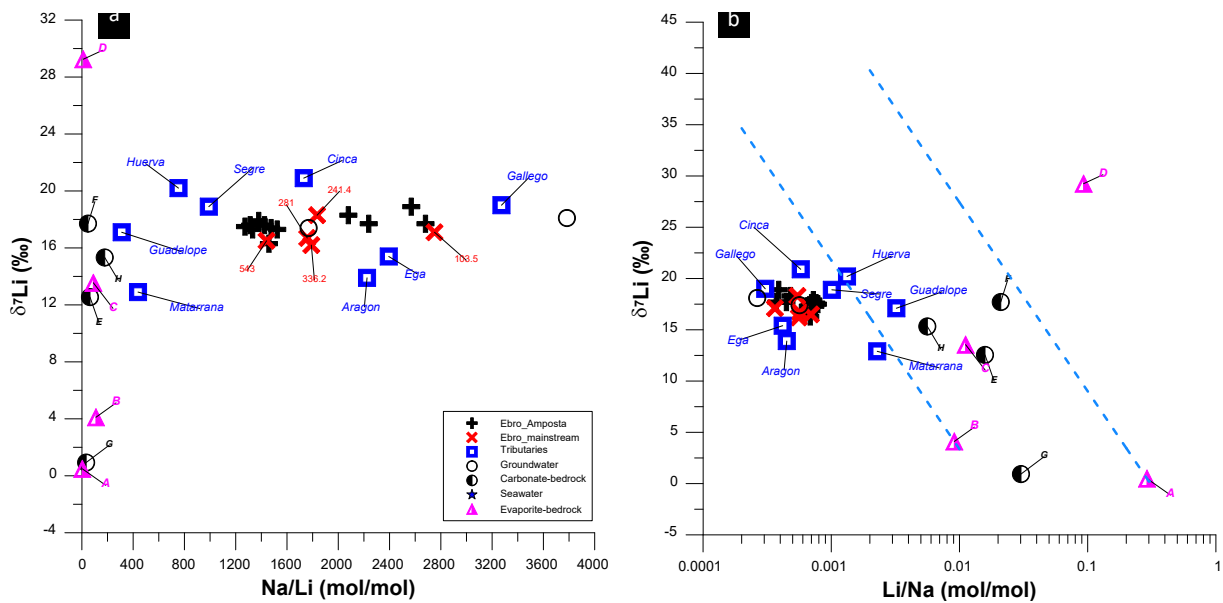 a
32
28
24
20
16
12
8
4
0
-4
δ⁷Li (‰)
0 400 800 1200 1600 2000 2400 2800 3200 3600 4000
Na/Li (mol/mol)
D
Huerva
Segre
Cinca
Gallego
241.4
281
F
Guadalope
H
543
336.2
103.5
Ega
C
E
Matarrana
Aragon
B
G
A
Ebro_Amposta
Ebro_mainstream
Tributaries
Groundwater
Carbonate-bedrock
Seawater
Evaporite-bedrock
b
45
40
35
30
25
20
15
10
5
0
-5
δ⁷Li (‰)
0.0001 0.001 0.01 0.1 1
Li/Na (mol/mol)
D
Cinca
Gallego
Huerva
Segre
Guadalope
F
Ega
Aragon
Matarrana
H
C
E
B
G
A